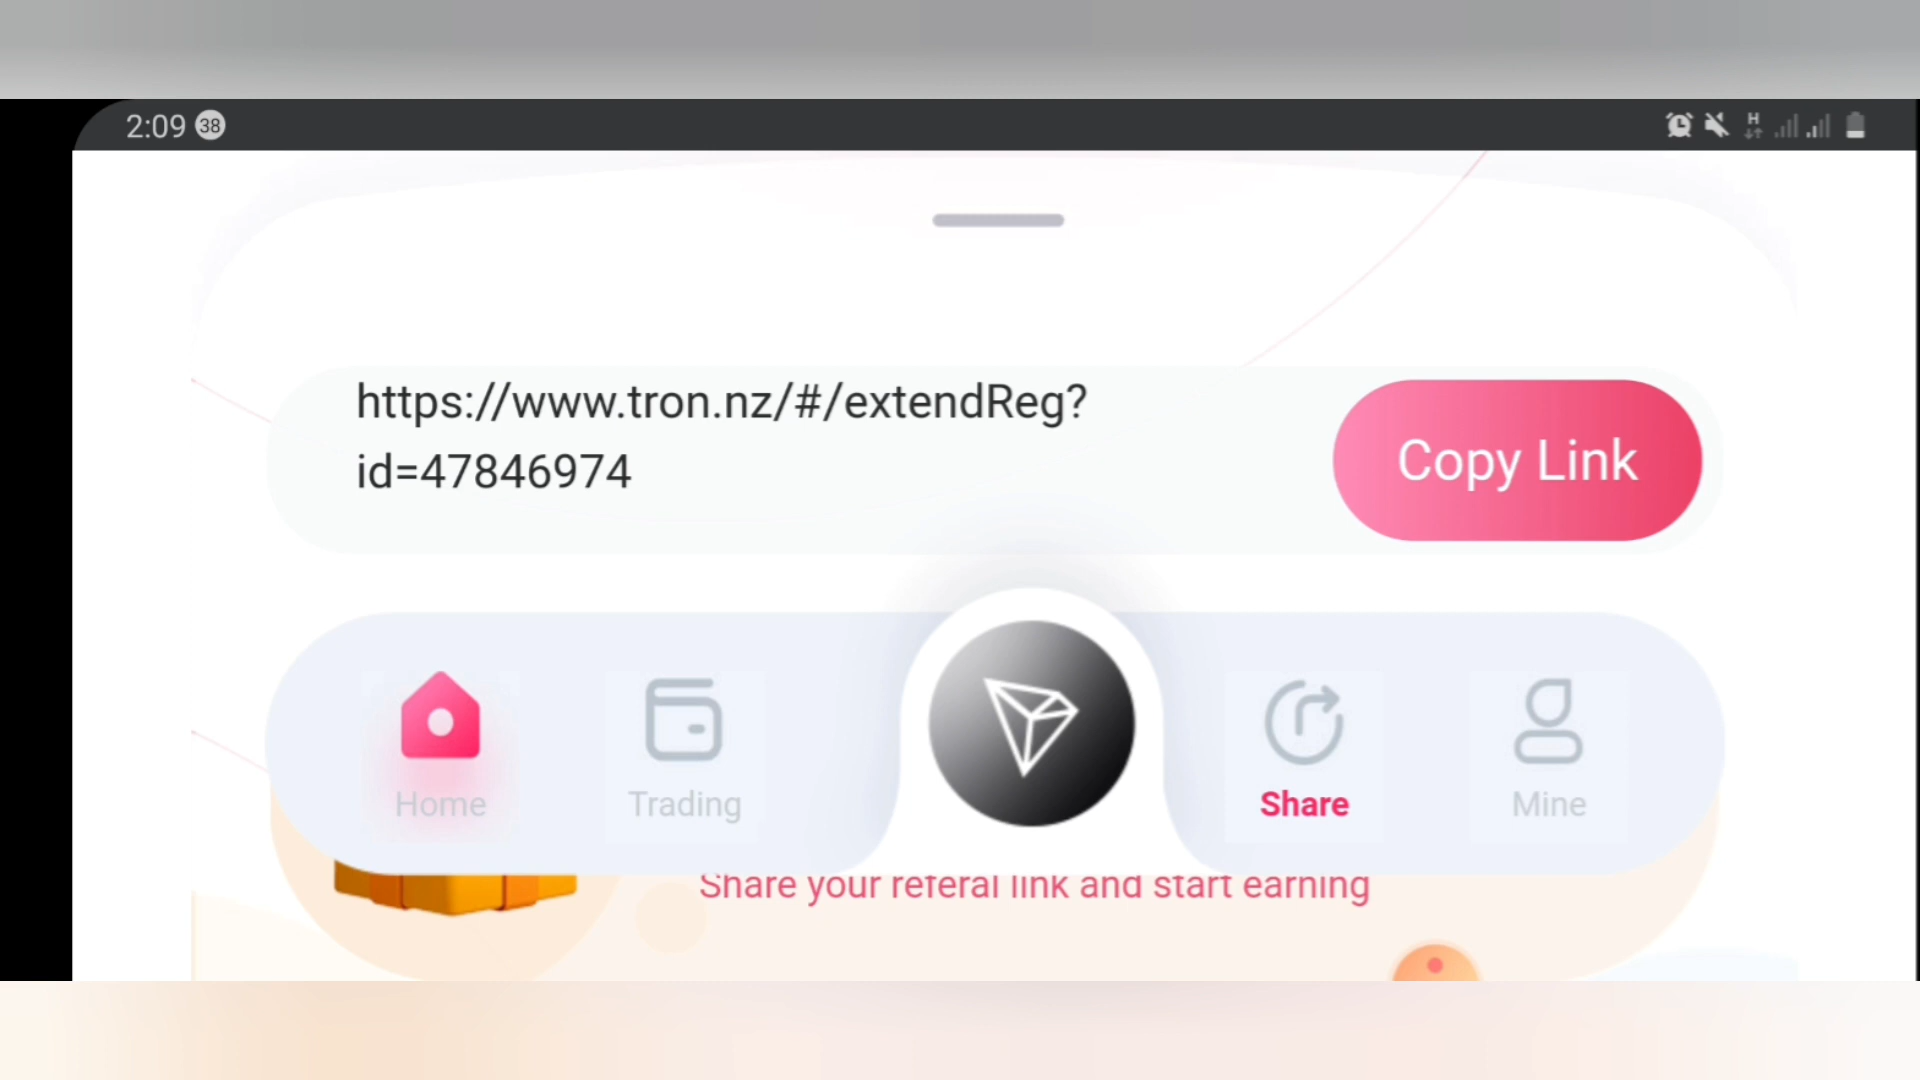 2:09 38
H
https://www.tron.nz/#/extendReg?
id=47846974
Copy Link
Home Trading Share Mine
Share your referal link and start earning